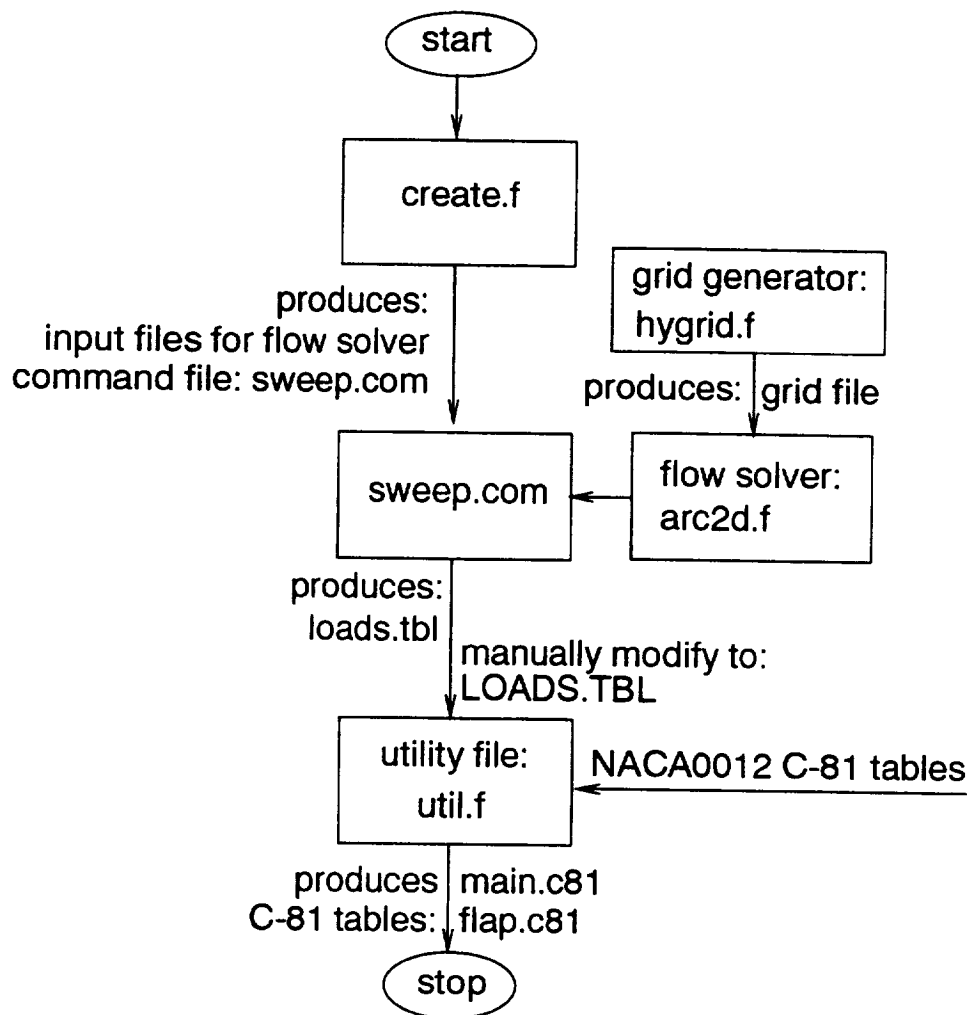 start
create.f
produces:
input files for flow solver
command file: sweep.com
grid generator:
hygrid.f
produces: grid file
sweep.com
flow solver:
arc2d.f
produces:
loads.tbl
manually modify to:
LOADS.TBL
utility file:
util.f
NACA0012 C-81 tables
produces main.c81
C-81 tables: flap.c81
stop